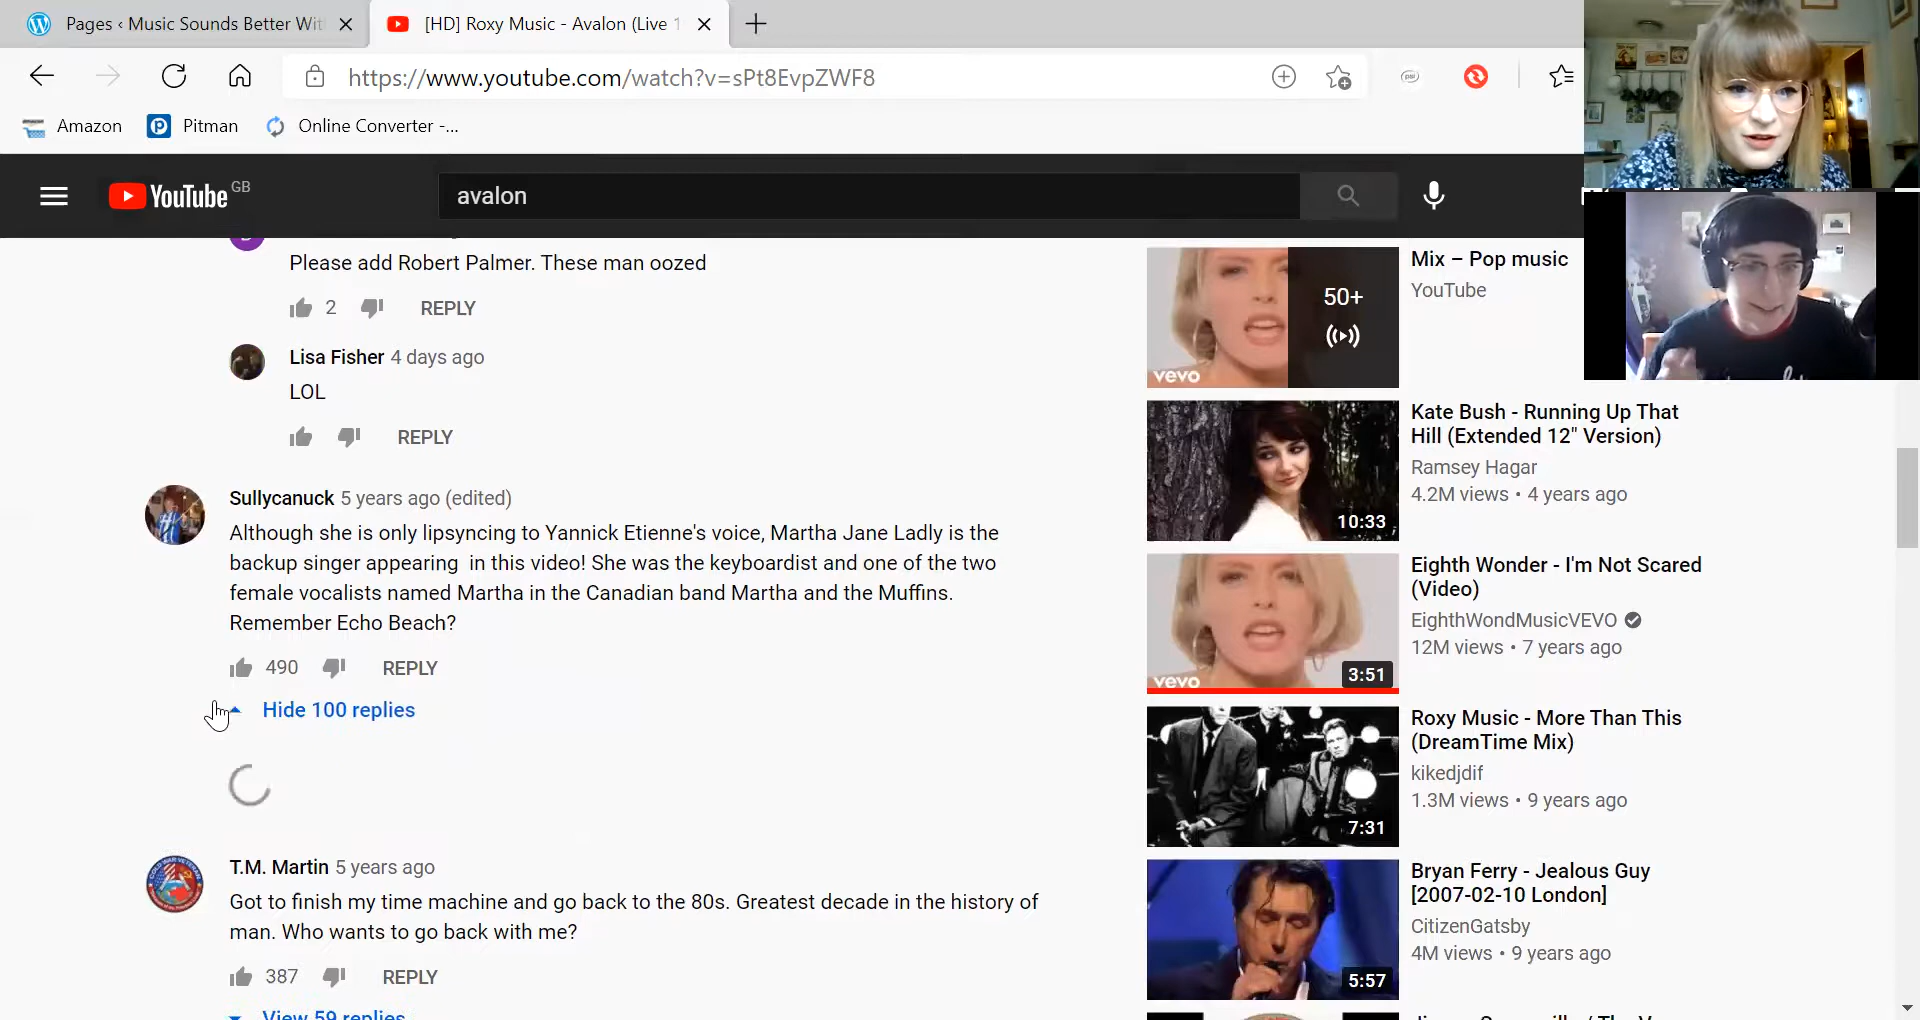 Pages ‹ Music Sounds Better Wit
[HD] Roxy Music - Avalon (Live 1
https://www.youtube.com/watch?v=sPt8EvpZWF8
psi
Amazon
Pitman
Online Converter -...
YouTube GB
avalon
Please add Robert Palmer. These man oozed
2
REPLY
Lisa Fisher 4 days ago
LOL
REPLY
Sullycanuck 5 years ago (edited)
Although she is only lipsyncing to Yannick Etienne's voice, Martha Jane Ladly is the
backup singer appearing  in this video! She was the keyboardist and one of the two
female vocalists named Martha in the Canadian band Martha and the Muffins.
Remember Echo Beach?
490
REPLY
Hide 100 replies
T.M. Martin 5 years ago
Got to finish my time machine and go back to the 80s. Greatest decade in the history of
man. Who wants to go back with me?
387
REPLY
View 59 replies
50+
vevo
Mix – Pop music
YouTube
10:33
Kate Bush - Running Up That
Hill (Extended 12" Version)
Ramsey Hagar
4.2M views • 4 years ago
vevo
3:51
Eighth Wonder - I'm Not Scared
(Video)
EighthWondMusicVEVO
12M views • 7 years ago
7:31
Roxy Music - More Than This
(DreamTime Mix)
kikedjdif
1.3M views • 9 years ago
5:57
Bryan Ferry - Jealous Guy
[2007-02-10 London]
CitizenGatsby
4M views • 9 years ago